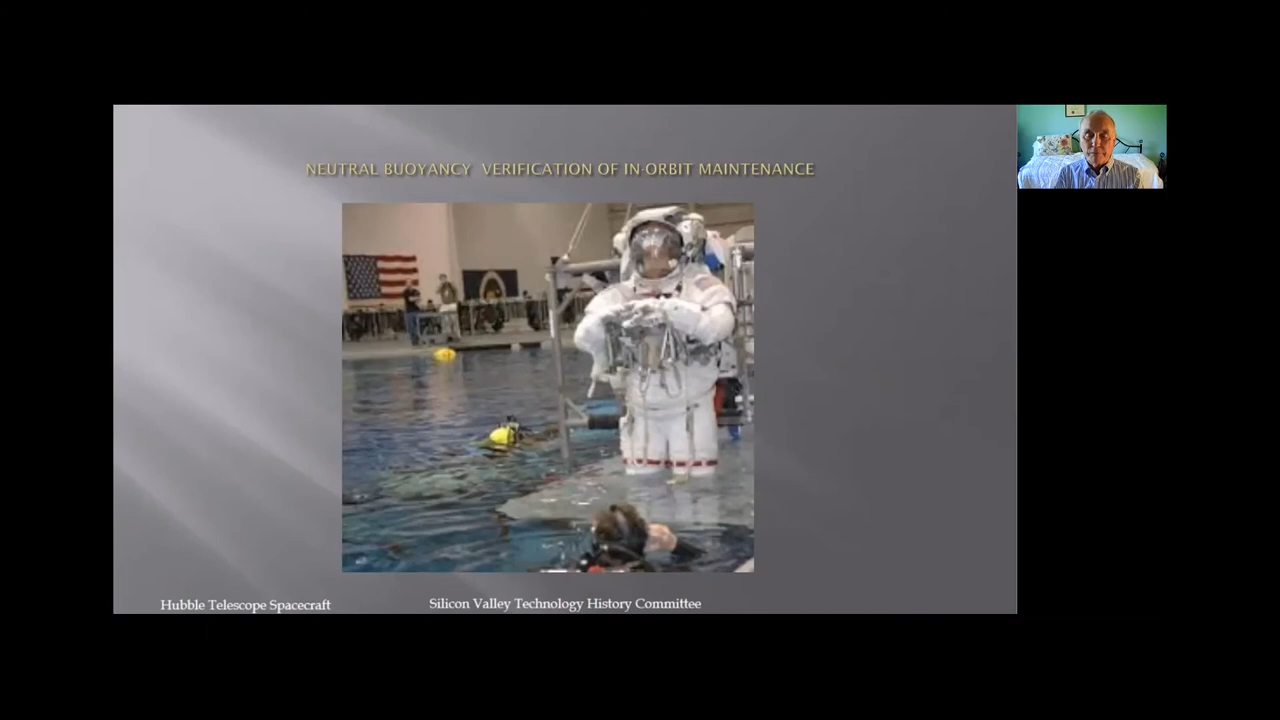 NEUTRAL BUOYANCY VERIFICATION OF IN-ORBIT MAINTENANCE
Hubble Telescope Spacecraft
Silicon Valley Technology History Committee